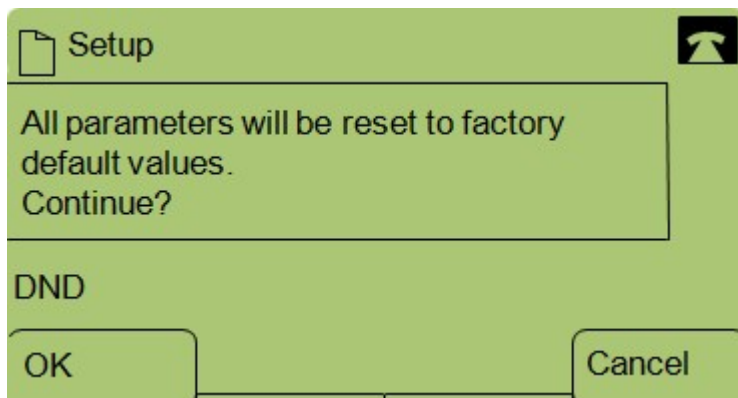 Setup
All parameters will be reset to factory
default values.
Continue?
DND
OK
Cancel